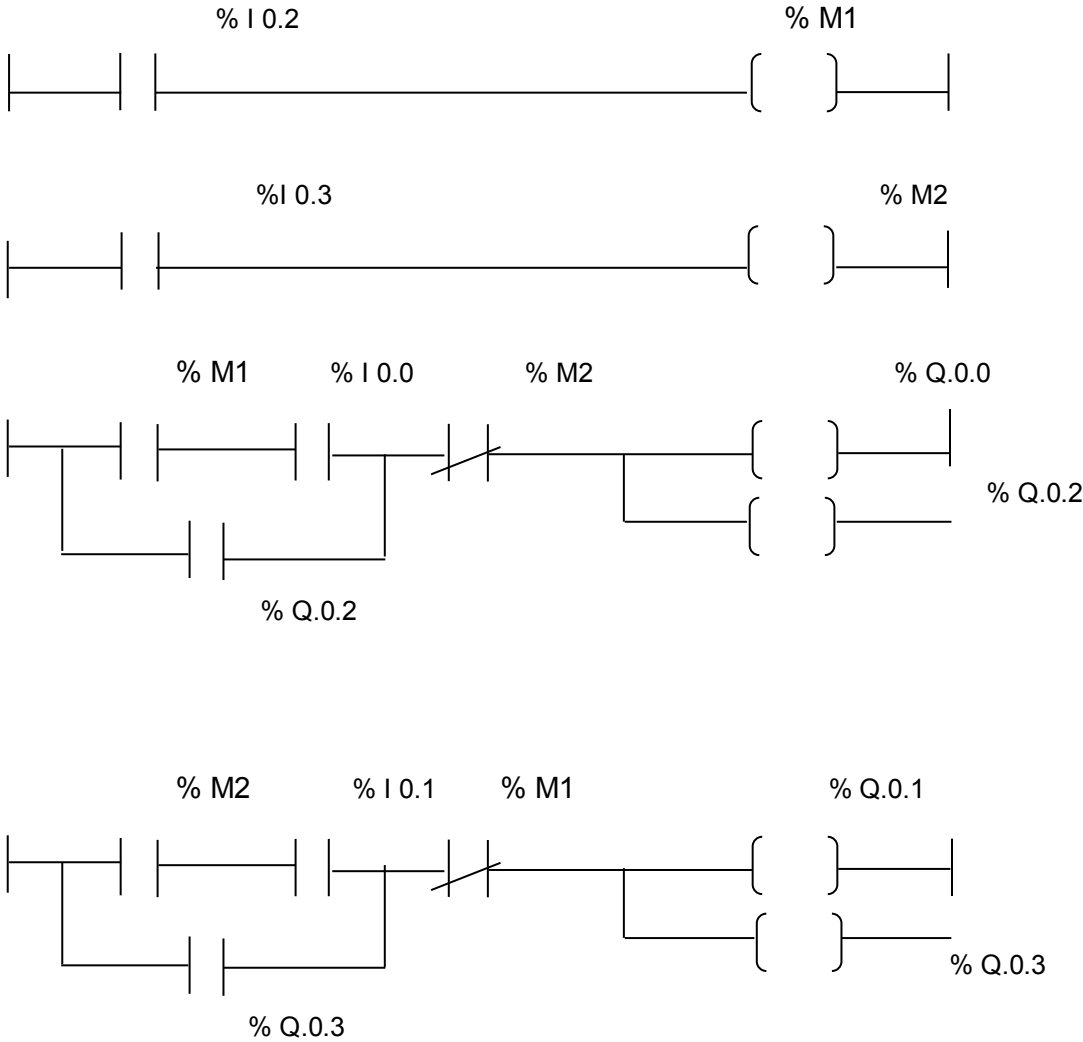 % I 0.2 % M1
%I 0.3 % M2
% M1 % I 0.0 % M2 % Q.0.0
% Q.0.2
% Q.0.2
% M2 % I 0.1 % M1 % Q.0.1
% Q.0.3
% Q.0.3